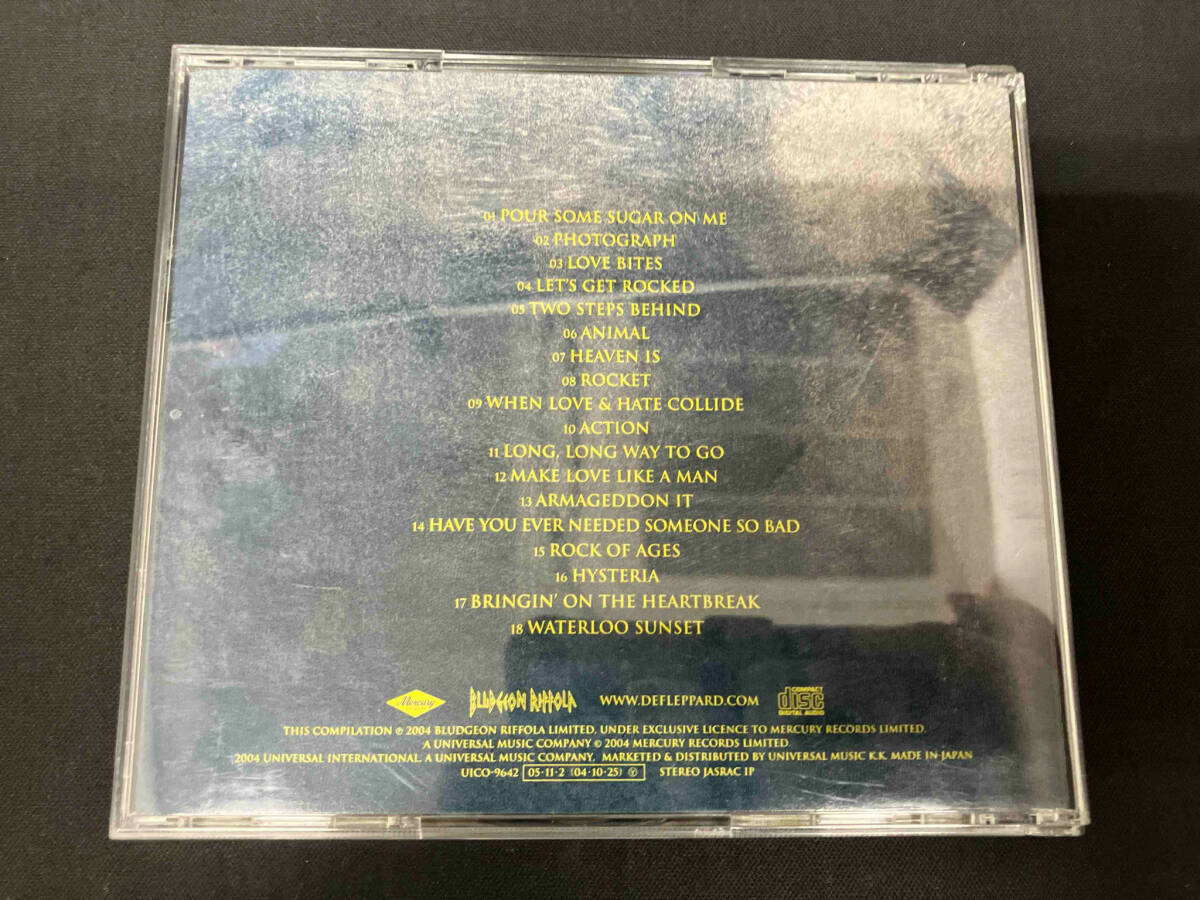 01 POUR SOME SUGAR ON ME
02 PHOTOGRAPH
03 LOVE BITES
04 LET'S GET ROCKED
05 TWO STEPS BEHIND
06 ANIMAL
07 HEAVEN IS
08 ROCKET
09 WHEN LOVE & HATE COLLIDE
10 ACTION
11 LONG, LONG WAY TO GO
12 MAKE LOVE LIKE A MAN
13 ARMAGEDDON IT
14 HAVE YOU EVER NEEDED SOMEONE SO BAD
15 ROCK OF AGES
16 HYSTERIA
17 BRINGIN' ON THE HEARTBREAK
18 WATERLOO SUNSET
Mercury BLUDGEON RIFFOLA WWW.DEFLEPPARD.COM COMPACT disc DIGITAL AUDIO
THIS COMPILATION ℗ 2004 BLUDGEON RIFFOLA LIMITED, UNDER EXCLUSIVE LICENCE TO MERCURY RECORDS LIMITED.
A UNIVERSAL MUSIC COMPANY © 2004 MERCURY RECORDS LIMITED.
2004 UNIVERSAL INTERNATIONAL, A UNIVERSAL MUSIC COMPANY, MARKETED & DISTRIBUTED BY UNIVERSAL MUSIC K.K. MADE IN JAPAN
UICO-9642 05·11·2 (04·10·25) Ⓨ STEREO JASRAC 1P